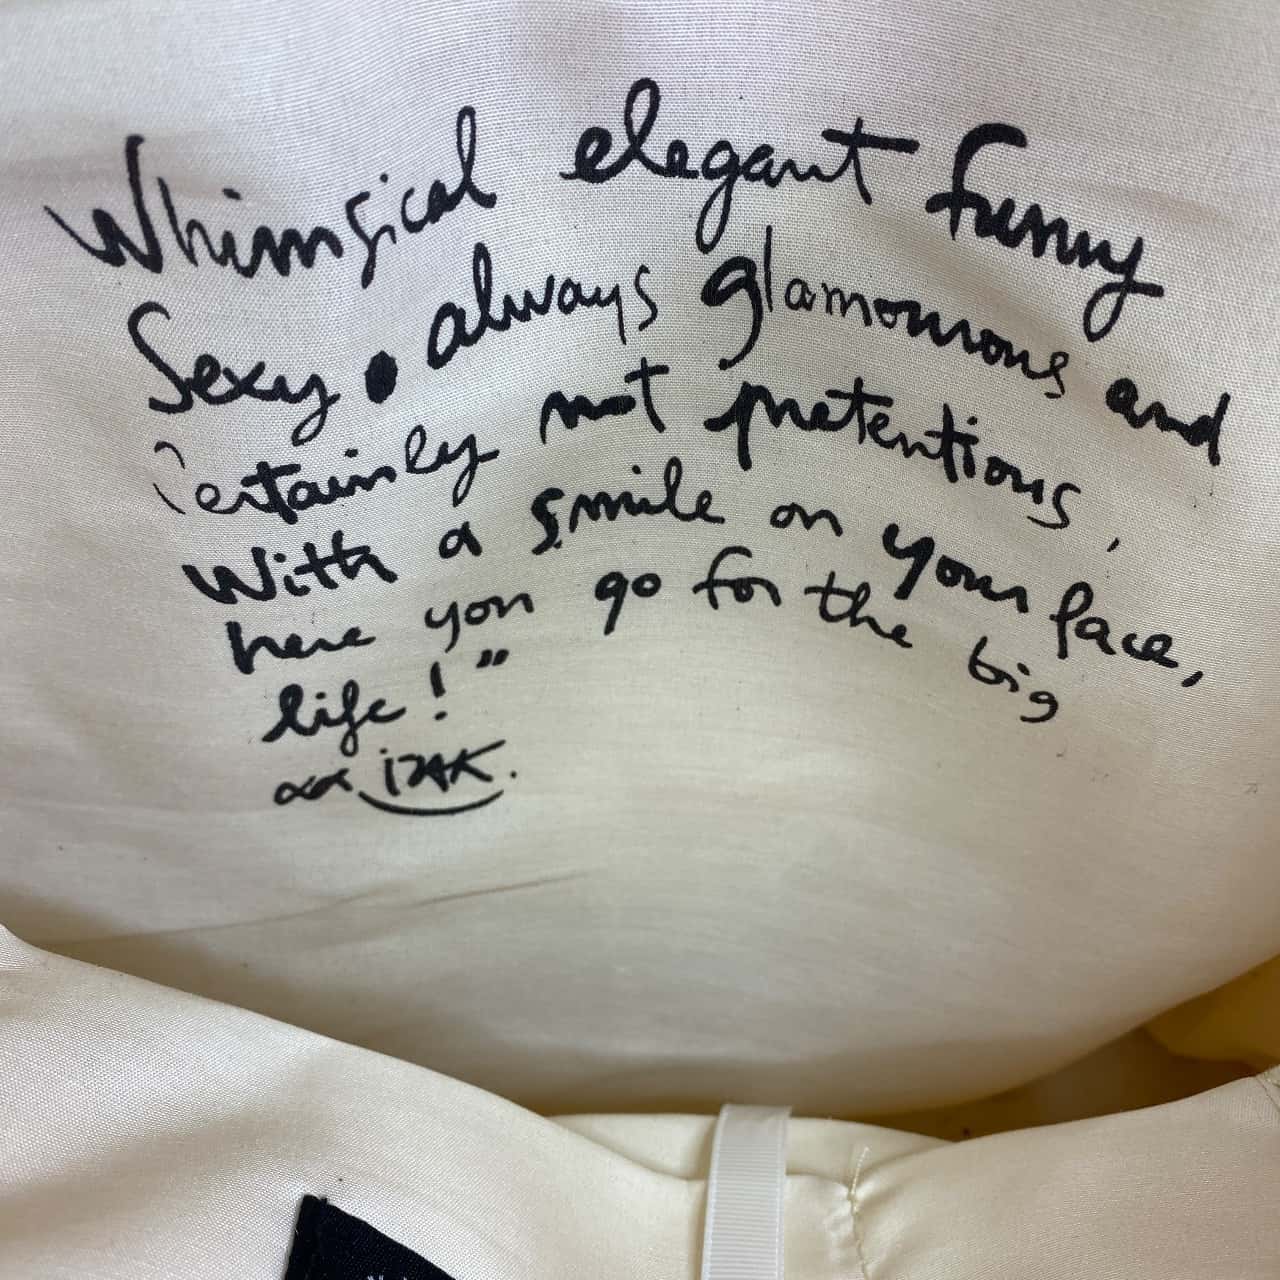 Whimsical elegant funny
Sexy • always glamourous and
certainly not pretentious,
With a smile on your face,
here you go for the big
life! ”
xx iZAK.